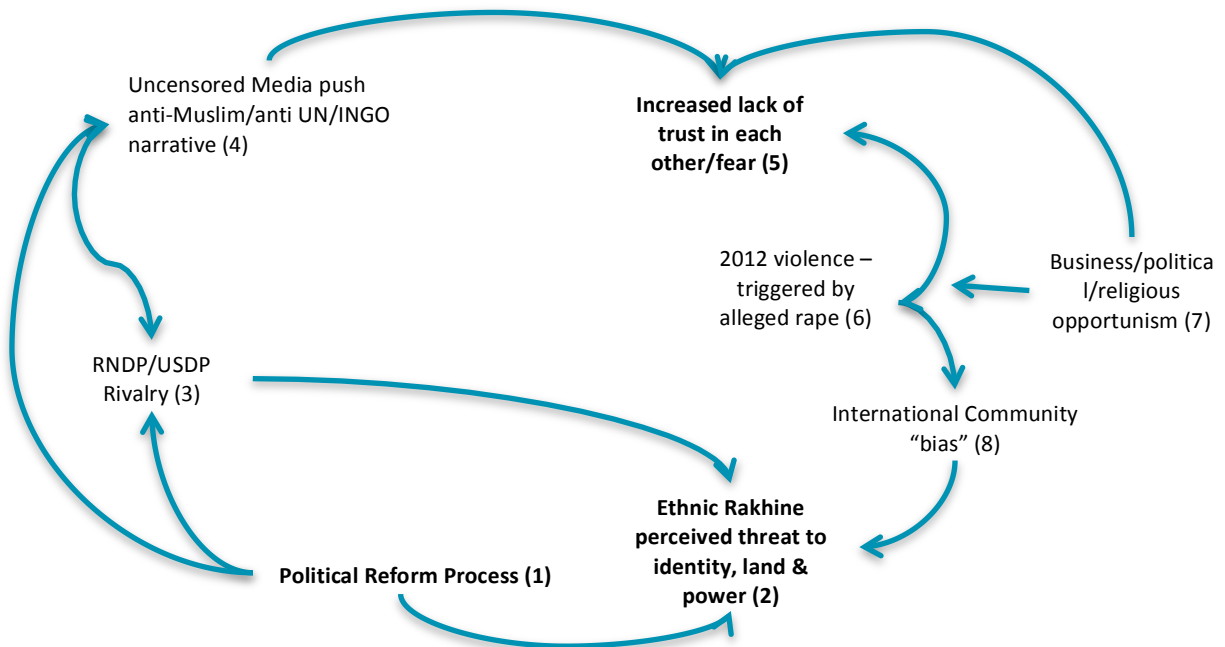 Uncensored Media push
anti-Muslim/anti UN/INGO
narrative (4)
Increased lack of
trust in each
other/fear (5)
2012 violence –
triggered by
alleged rape (6)
Business/politica
l/religious
opportunism (7)
RNDP/USDP
Rivalry (3)
International Community
“bias” (8)
Ethnic Rakhine
perceived threat to
identity, land &
power (2)
Political Reform Process (1)